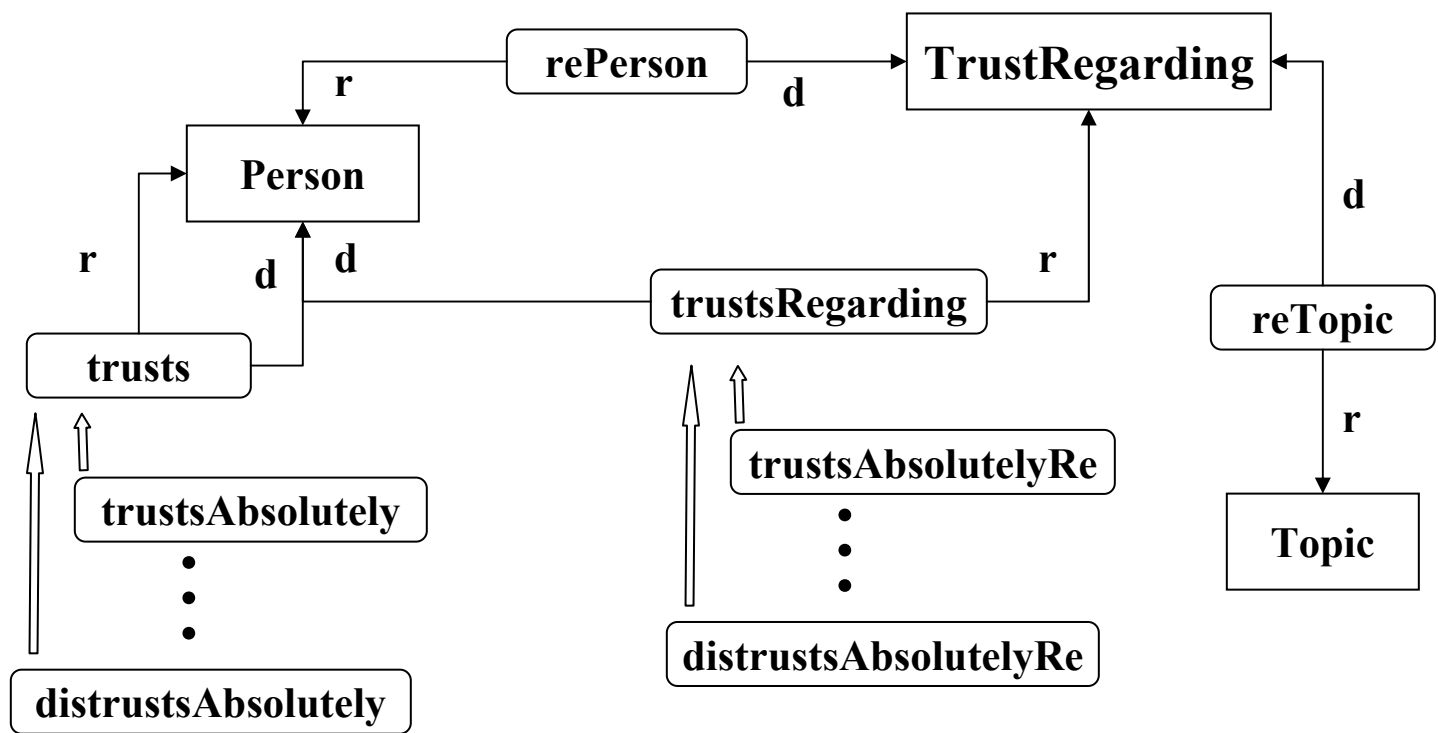 rePerson
TrustRegarding
r
d
Person
d
r
d
d
r
trustsRegarding
reTopic
trusts
r
trustsAbsolutelyRe
trustsAbsolutely
Topic
distrustsAbsolutelyRe
distrustsAbsolutely